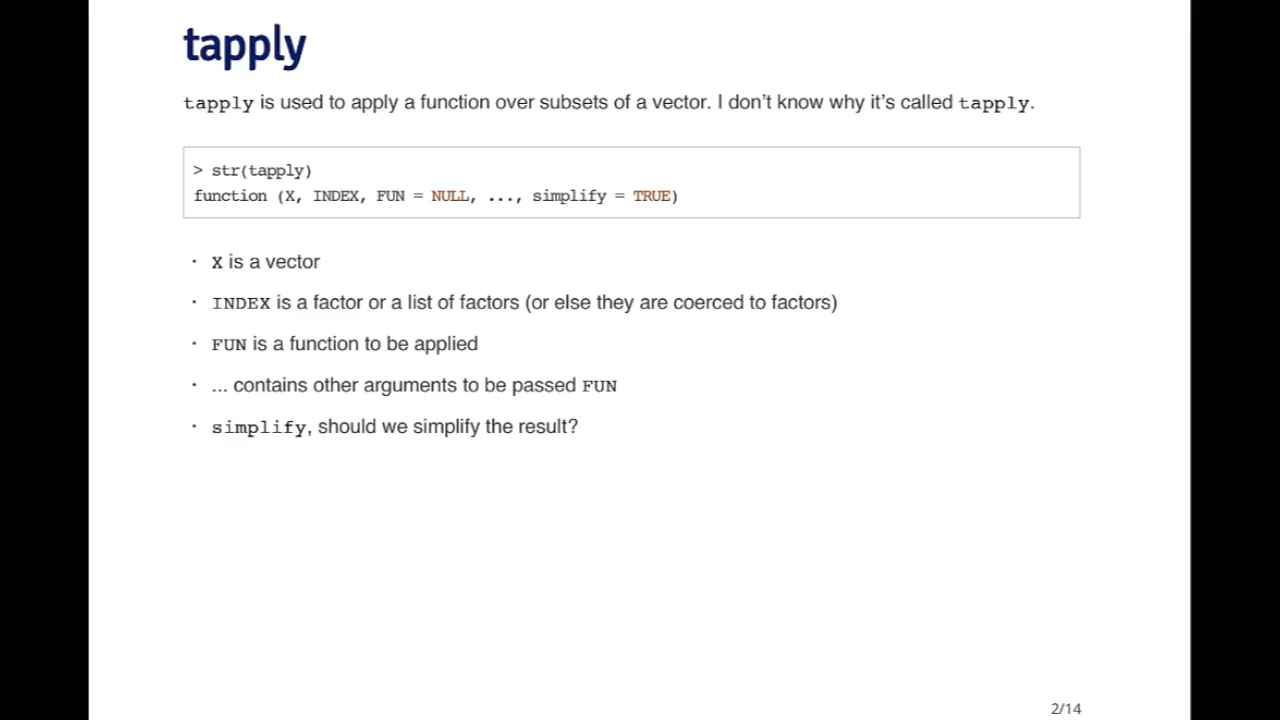 tapply
tapply is used to apply a function over subsets of a vector. I don't know why it's called tapply.
> str(tapply)
function (X, INDEX, FUN = NULL, ..., simplify = TRUE)
· X is a vector
· INDEX is a factor or a list of factors (or else they are coerced to factors)
· FUN is a function to be applied
· ... contains other arguments to be passed FUN
· simplify, should we simplify the result?
2/14